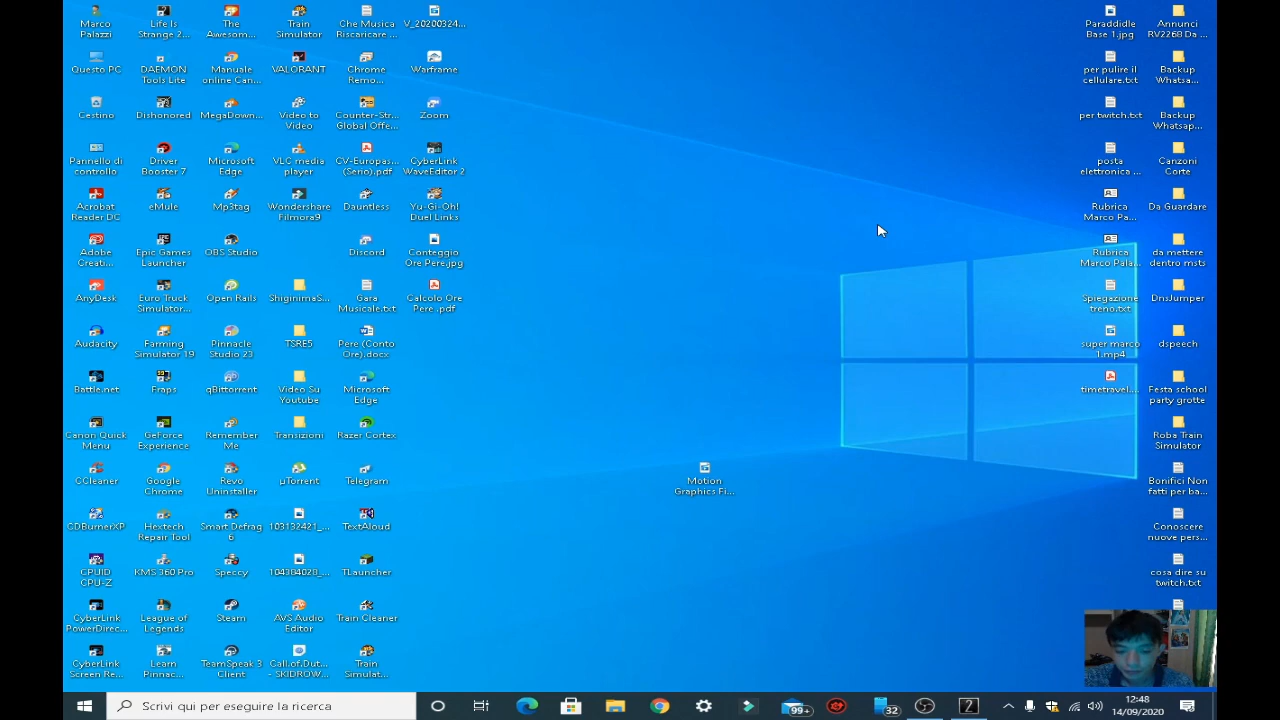 Marco
Palazzi
Life Is
Strange 2...
The
Awesom...
Train
Simulator
Che Musica
Riscaricare ...
V_20200324...
Paraddidle
Base 1.jpg
Annunci
RV2268 Da ...
Questo PC
DAEMON
Tools Lite
Manuale
online Can...
VALORANT
Chrome
Remo...
Warframe
per pulire il
cellulare.txt
Backup
Whatsa...
Cestino
Dishonored
MegaDown...
Video to
Video
Counter-Str...
Global Offe...
Zoom
per twitch.txt
Backup
Whatsap...
Pannello di
controllo
Driver
Booster 7
Microsoft
Edge
VLC media
player
CV-Europas...
(Serio).pdf
CyberLink
WaveEditor 2
posta
elettronica ...
Canzoni
Corte
Acrobat
Reader DC
eMule
Mp3tag
Wondershare
Filmora9
Dauntless
Yu-Gi-Oh!
Duel Links
Rubrica
Marco Pa...
Da Guardare
Adobe
Creati...
Epic Games
Launcher
OBS Studio
Discord
Conteggio
Ore Pere.jpg
Rubrica
Marco Pala...
da mettere
dentro msts
AnyDesk
Euro Truck
Simulator...
Open Rails
ShiginimaS...
Gara
Musicale.txt
Calcolo Ore
Pere .pdf
Spiegazione
treno.txt
DnsJumper
Audacity
Farming
Simulator 19
Pinnacle
Studio 23
TSRE5
Pere (Conto
Ore).docx
super marco
1.mp4
dspeech
Battle.net
Fraps
qBittorrent
Video Su
Youtube
Microsoft
Edge
timetravel....
Festa school
party grotte
Canon Quick
Menu
GeForce
Experience
Remember
Me
Transizioni
Razer Cortex
Roba Train
Simulator
CCleaner
Google
Chrome
Revo
Uninstaller
µTorrent
Telegram
Motion
Graphics Fi...
Bonifici Non
fatti per ba...
CDBurnerXP
Hextech
Repair Tool
Smart Defrag
6
103132421_...
TextAloud
Conoscere
nuove pers...
CPUID
CPU-Z
KMS 360 Pro
Speccy
104384028_...
TLauncher
cosa dire su
twitch.txt
CyberLink
PowerDirec...
League of
Legends
Steam
AVS Audio
Editor
Train Cleaner
CyberLink
Screen Re...
Learn
Pinnac...
TeamSpeak 3
Client
Call.of.Dut...
- SKIDROW...
Train
Simulat...
Scrivi qui per eseguire la ricerca
99+
32
2
12:48
14/09/2020